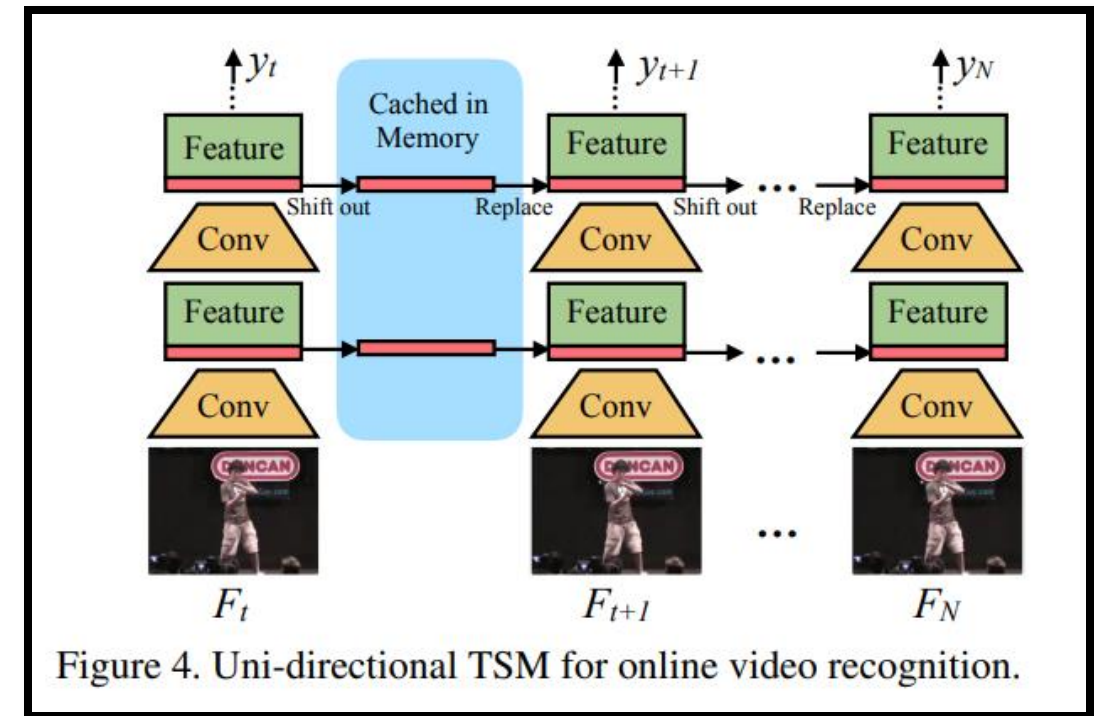 y_t y_{t+1} y_N
Cached in
Memory
Feature Feature Feature
Shift out Replace Shift out ... Replace
Conv Conv Conv
Feature Feature Feature
...
Conv Conv Conv
DUNCAN DUNCAN DUNCAN
...
F_t F_{t+1} F_N
Figure 4. Uni-directional TSM for online video recognition.